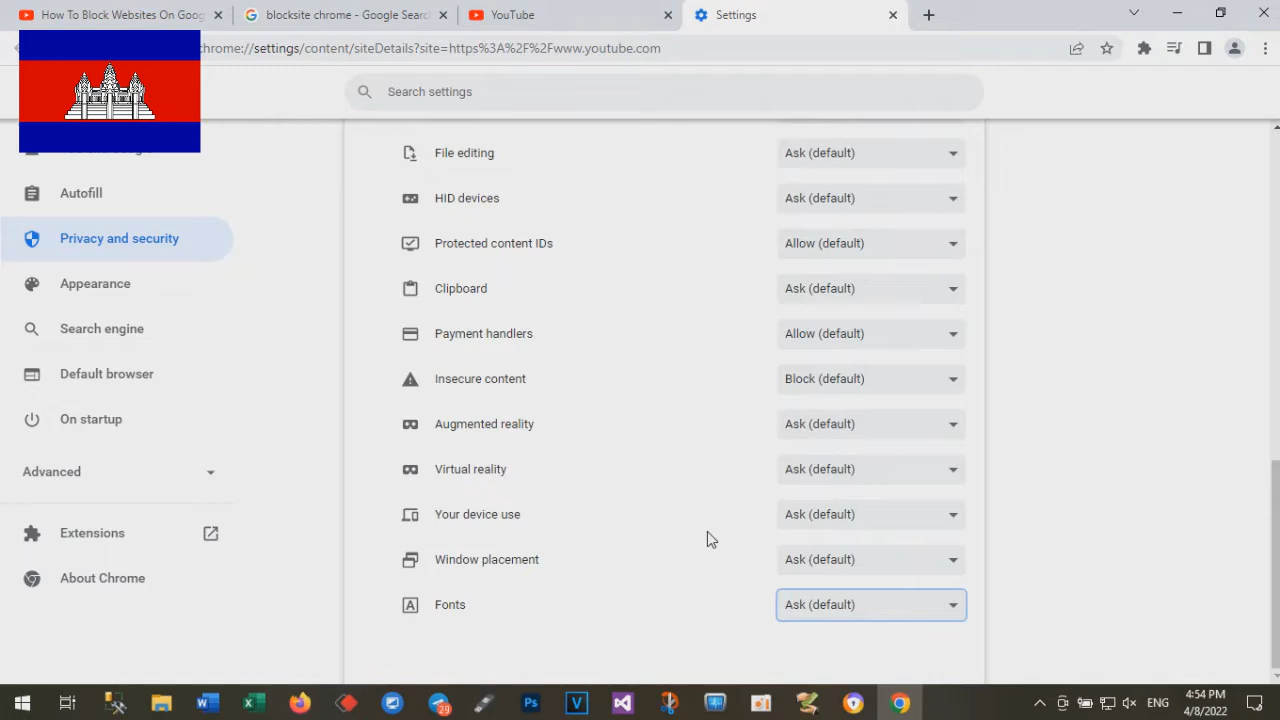 How To Block Websites On Goog
blocksite chrome - Google Searc
YouTube
Settings
chrome://settings/content/siteDetails?site=https%3A%2F%2Fwww.youtube.com
Search settings
File editing
Ask (default)
Autofill
HID devices
Ask (default)
Privacy and security
Protected content IDs
Allow (default)
Appearance
Clipboard
Ask (default)
Search engine
Payment handlers
Allow (default)
Default browser
Insecure content
Block (default)
On startup
Augmented reality
Ask (default)
Advanced
Virtual reality
Ask (default)
Your device use
Ask (default)
Extensions
Window placement
Ask (default)
About Chrome
Fonts
Ask (default)
29
ENG
4:54 PM
4/8/2022